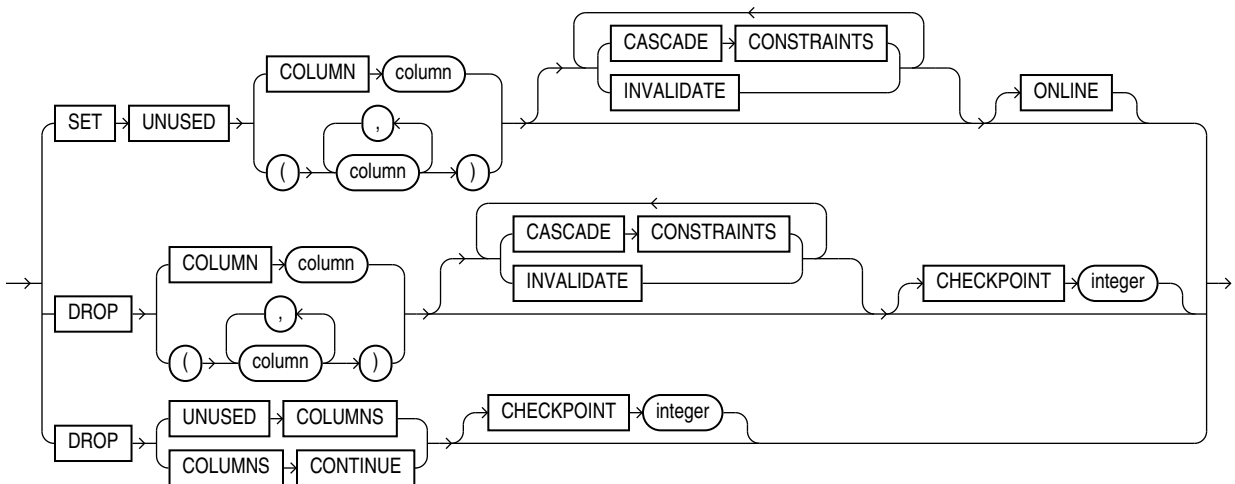 CASCADE CONSTRAINTS
COLUMN column
INVALIDATE
ONLINE
SET UNUSED
,
( column )
CASCADE CONSTRAINTS
COLUMN column
INVALIDATE
CHECKPOINT integer
DROP
,
( column )
UNUSED COLUMNS
CHECKPOINT integer
DROP
COLUMNS CONTINUE